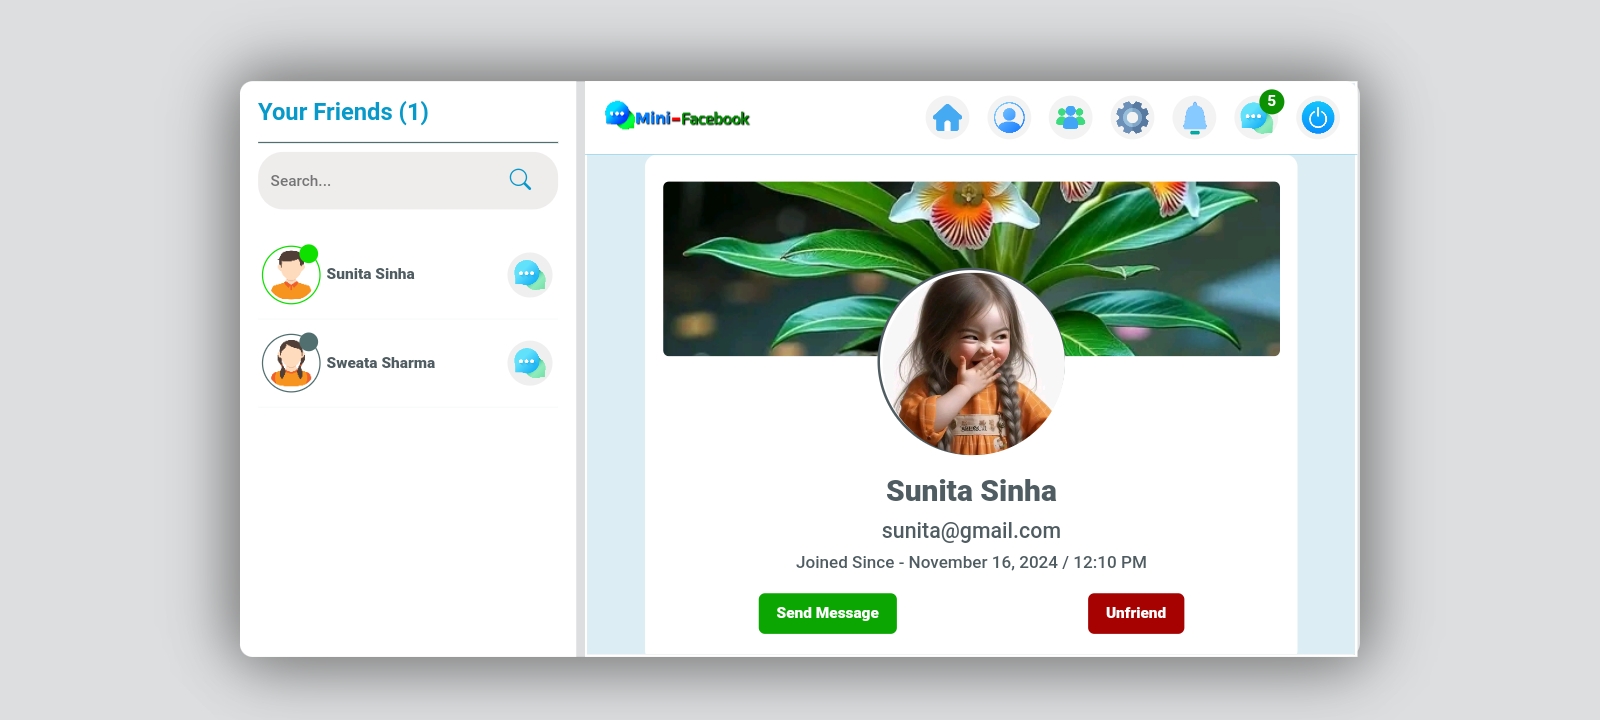 Your Friends (1)
Search...
Sunita Sinha
Sweata Sharma
Mini-Facebook
5
Sunita Sinha
sunita@gmail.com
Joined Since - November 16, 2024 / 12:10 PM
Send Message
Unfriend